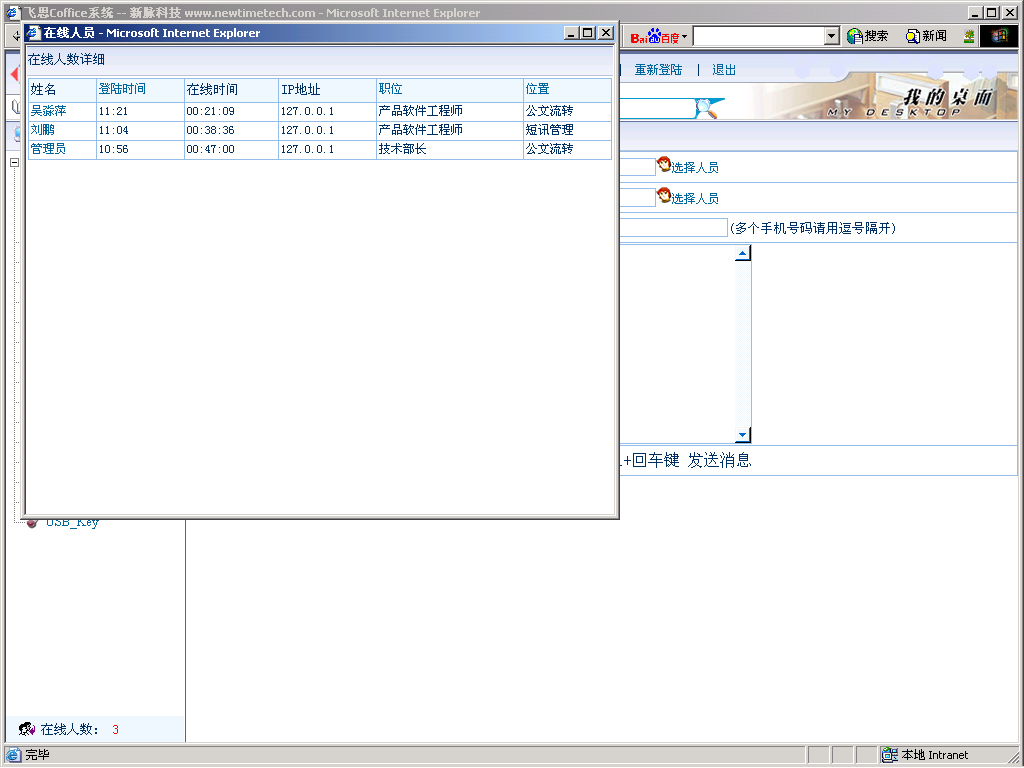 飞思Coffice系统 -- 新脉科技 www.newtimetech.com - Microsoft Internet Explorer
在线人员 - Microsoft Internet Explorer
Bai 百度 搜索 新闻
在线人数详细
重新登陆 | 退出
姓名 登陆时间 在线时间 IP地址 职位 位置
吴淼萍 11:21 00:21:09 127.0.0.1 产品软件工程师 公文流转
刘鹏 11:04 00:38:36 127.0.0.1 产品软件工程师 短讯管理
管理员 10:56 00:47:00 127.0.0.1 技术部长 公文流转
我的桌面
MY DESKTOP
选择人员
选择人员
(多个手机号码请用逗号隔开)
+回车键 发送消息
USB_Key
在线人数： 3
完毕 本地 Intranet